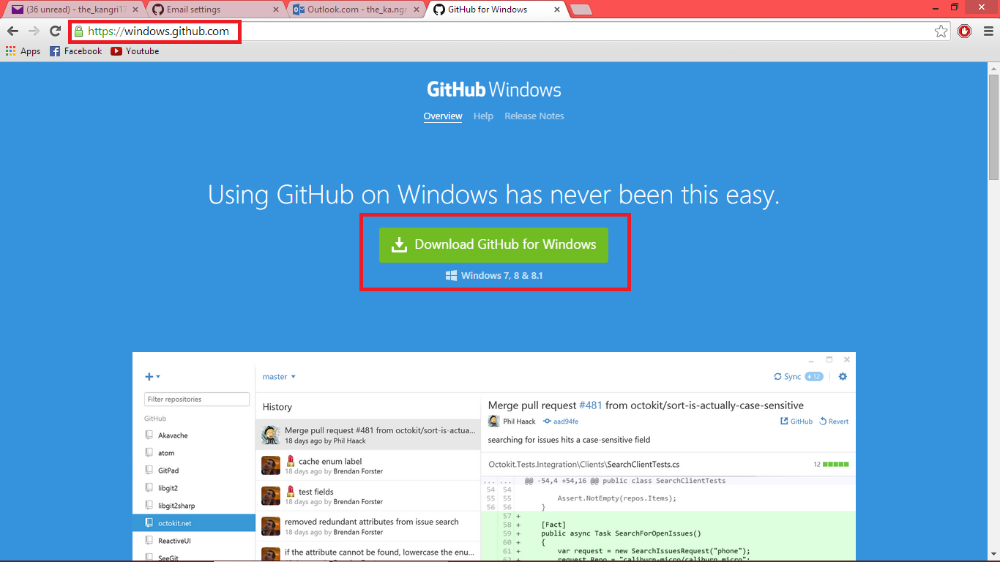 (36 unread) - the_kangri17
Email settings
Outlook.com - the_ka.ngr
GitHub for Windows
https://windows.github.com
Apps
Facebook
Youtube
GitHub Windows
Overview
Help
Release Notes
Using GitHub on Windows has never been this easy.
Download GitHub for Windows
Windows 7, 8 & 8.1
master
Sync
12
Filter repositories
GitHub
Akavache
atom
GitPad
libgit2
libgit2sharp
octokit.net
ReactiveUI
SeeGit
History
Merge pull request #481 from octokit/sort-is-actua...
18 days ago by Phil Haack
cache enum label
18 days ago by Brendan Forster
test fields
18 days ago by Brendan Forster
removed redundant attributes from issue search
18 days ago by Brendan Forster
if the attribute cannot be found, lowercase the enu...
Merge pull request #481 from octokit/sort-is-actually-case-sensitive
Phil Haack
aad94fe
GitHub
Revert
searching for issues hits a case-sensitive field
Octokit.Tests.Integration\Clients\SearchClientTests.cs
12
... ... @@ -54,4 +54,16 @@ public class SearchClientTests
54 54
55 55 Assert.NotEmpty(repos.Items);
56 56 }
57 +
58 + [Fact]
59 + public async Task SearchForOpenIssues()
60 + {
61 + var request = new SearchIssuesRequest("phone");
62 + request.Repo = "caliburn-micro/caliburn.micro";